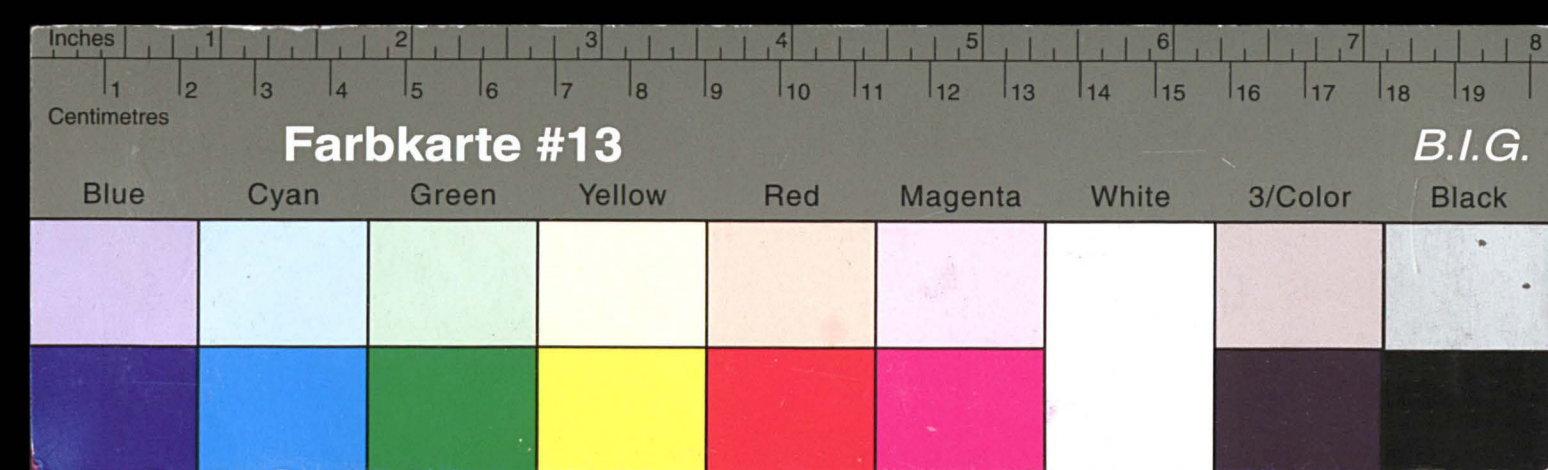 Inches 1 2 3 4 5 6 7 8
1 2 3 4 5 6 7 8 9 10 11 12 13 14 15 16 17 18 19
Centimetres
Farbkarte #13 B.I.G.
Blue Cyan Green Yellow Red Magenta White 3/Color Black